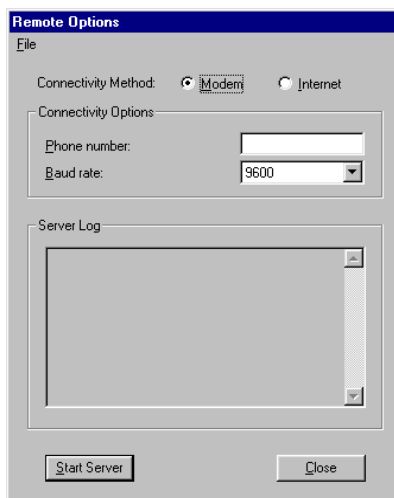 Remote Options
File
Connectivity Method: Modem Internet
Connectivity Options
Phone number:
Baud rate: 9600
Server Log
Start Server Close